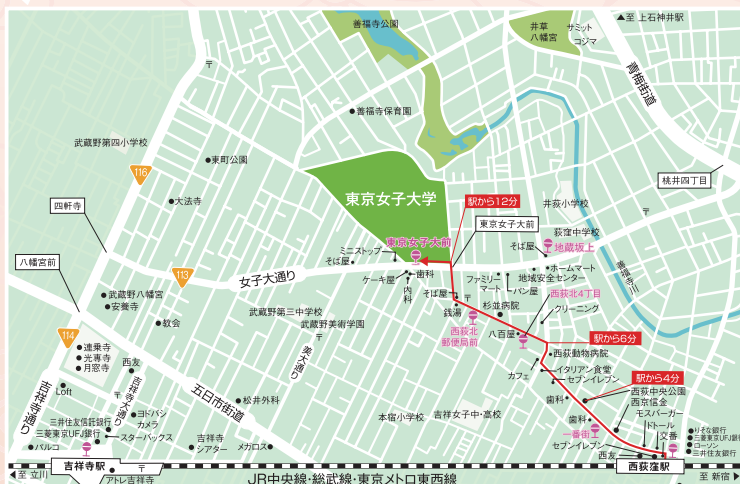 善福寺公園
井草
八幡宮
サミット
コジマ
▲至 上石神井駅
青梅街道
〒
●善福寺保育園
武蔵野第四小学校
●東町公園
116
東京女子大学
駅から12分
桃井四丁目
井荻小学校
●大法寺
四軒寺
東京女子大前
荻窪中学校
〒
ミニストップ
東京女子大前
そば屋
地蔵坂上
八幡宮前
そば屋
113
女子大通り
ケーキ屋
歯科
内科
ファミリー
マート
パン屋
ホームマート
地域安全センター
善福寺川
●武蔵野八幡宮
●安養寺
そば屋
〒
西荻北4丁目
武蔵野第三中学校
銭湯
杉並病院
クリーニング
●教会
武蔵野美術学園
〒
西荻北
郵便局前
114
八百屋
駅から6分
●蓮乗寺
●光専寺
●月窓寺
美大通り
カフェ
西荻動物病院
西友
イタリアン食堂
セブンイレブン
駅から4分
Loft
吉祥寺大通り
五日市街道
●松井外科
歯科
西荻中央公園
西京信金
吉祥寺通り
〒
ヨドバシ
カメラ
本宿小学校
吉祥女子中・高校
歯科
モスバーガー
三井住友信託銀行
三菱東京UFJ銀行
スターバックス
一番街
ドトール
交番
●りそな銀行
●三菱東京UFJ銀行
●ローソン
●三井住友銀行
●パルコ
吉祥寺
シアター
メガロス
セブンイレブン
西友
吉祥寺駅
〒
西荻窪駅
◀至 立川
アトレ吉祥寺
JR中央線・総武線・東京メトロ東西線
至 新宿▶